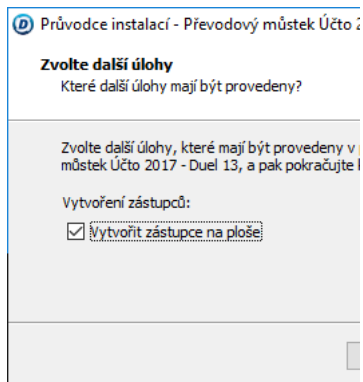 Průvodce instalací - Převodový můstek Účto 2
Zvolte další úlohy
Které další úlohy mají být provedeny?
Zvolte další úlohy, které mají být provedeny v
můstek Účto 2017 - Duel 13, a pak pokračujte
Vytvoření zástupců:
Vytvořit zástupce na ploše